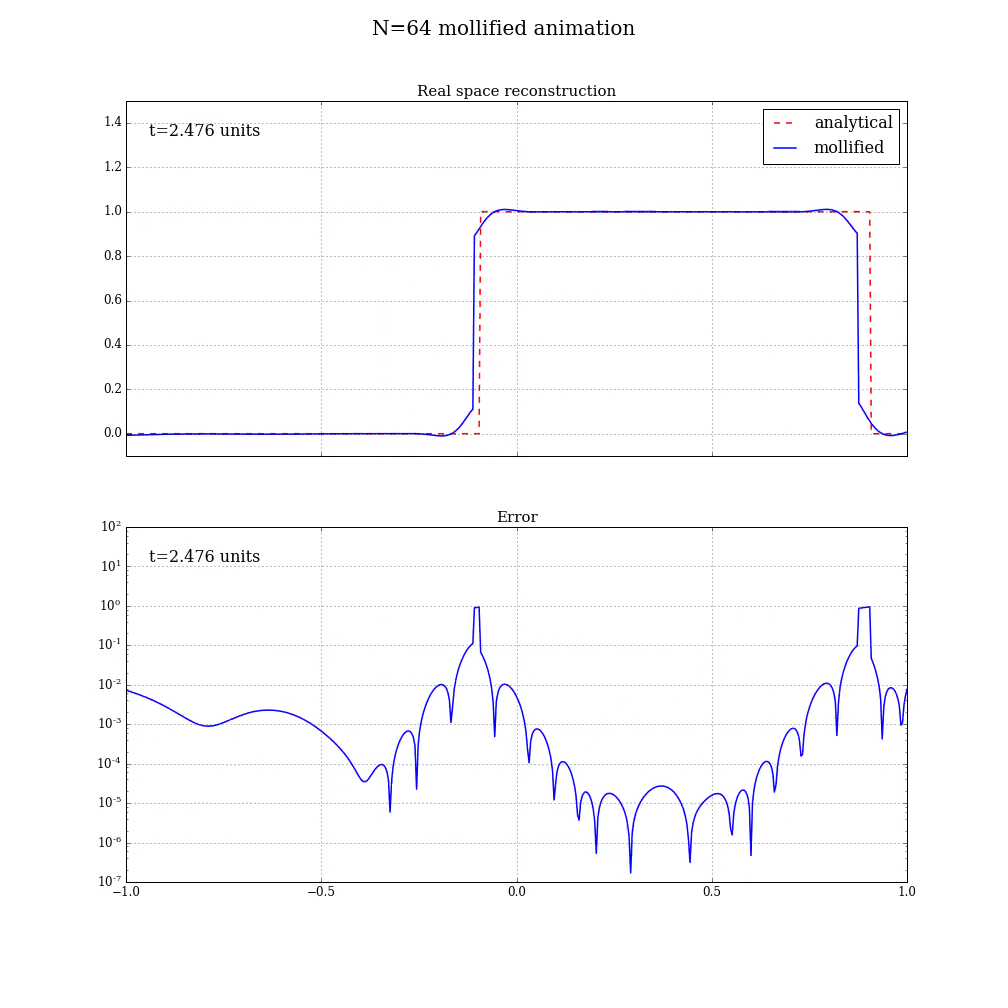 N=64 mollified animation
Real space reconstruction
t=2.476 units
analytical
mollified
1.4
1.2
1.0
0.8
0.6
0.4
0.2
0.0
Error
t=2.476 units
10²
10¹
10⁰
10⁻¹
10⁻²
10⁻³
10⁻⁴
10⁻⁵
10⁻⁶
10⁻⁷
−1.0 −0.5 0.0 0.5 1.0